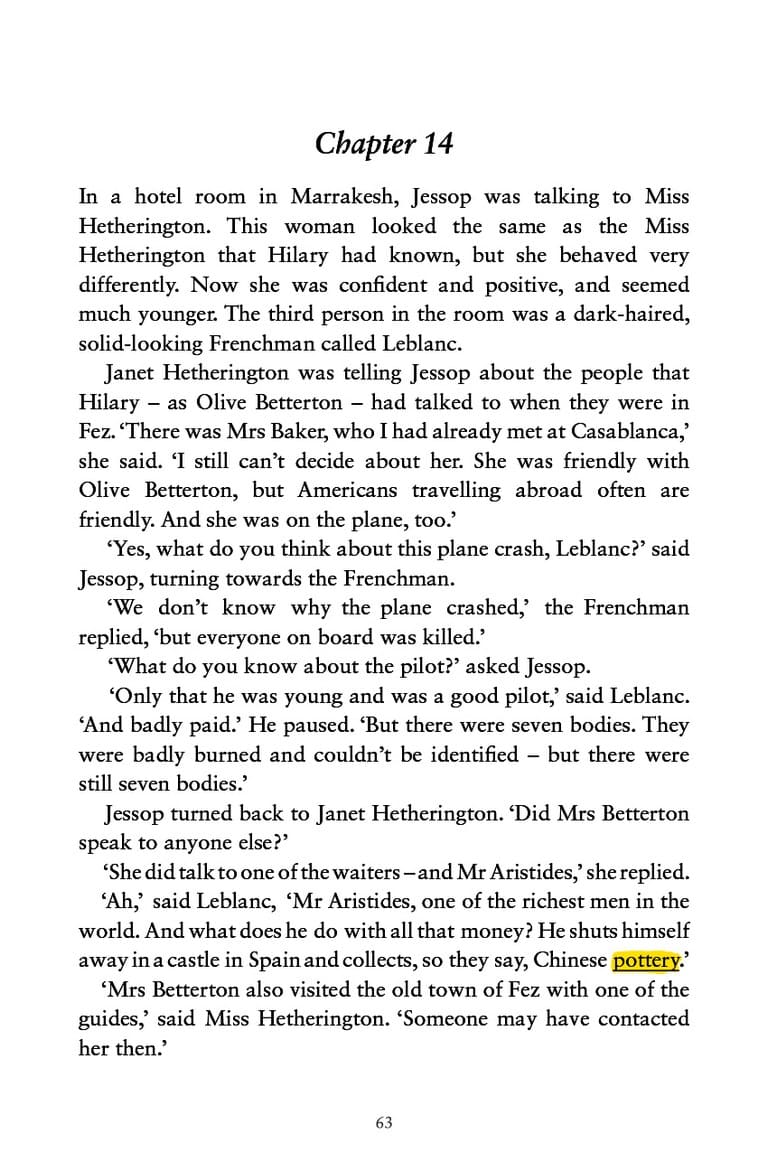 Chapter 14
In a hotel room in Marrakesh, Jessop was talking to Miss
Hetherington. This woman looked the same as the Miss
Hetherington that Hilary had known, but she behaved very
differently. Now she was confident and positive, and seemed
much younger. The third person in the room was a dark-haired,
solid-looking Frenchman called Leblanc.
Janet Hetherington was telling Jessop about the people that
Hilary – as Olive Betterton – had talked to when they were in
Fez. ‘There was Mrs Baker, who I had already met at Casablanca,’
she said. ‘I still can’t decide about her. She was friendly with
Olive Betterton, but Americans travelling abroad often are
friendly. And she was on the plane, too.’
‘Yes, what do you think about this plane crash, Leblanc?’ said
Jessop, turning towards the Frenchman.
‘We don’t know why the plane crashed,’ the Frenchman
replied, ‘but everyone on board was killed.’
‘What do you know about the pilot?’ asked Jessop.
‘Only that he was young and was a good pilot,’ said Leblanc.
‘And badly paid.’ He paused. ‘But there were seven bodies. They
were badly burned and couldn’t be identified – but there were
still seven bodies.’
Jessop turned back to Janet Hetherington. ‘Did Mrs Betterton
speak to anyone else?’
‘She did talk to one of the waiters – and Mr Aristides,’ she replied.
‘Ah,’ said Leblanc, ‘Mr Aristides, one of the richest men in the
world. And what does he do with all that money? He shuts himself
away in a castle in Spain and collects, so they say, Chinese pottery.’
‘Mrs Betterton also visited the old town of Fez with one of the
guides,’ said Miss Hetherington. ‘Someone may have contacted
her then.’
63